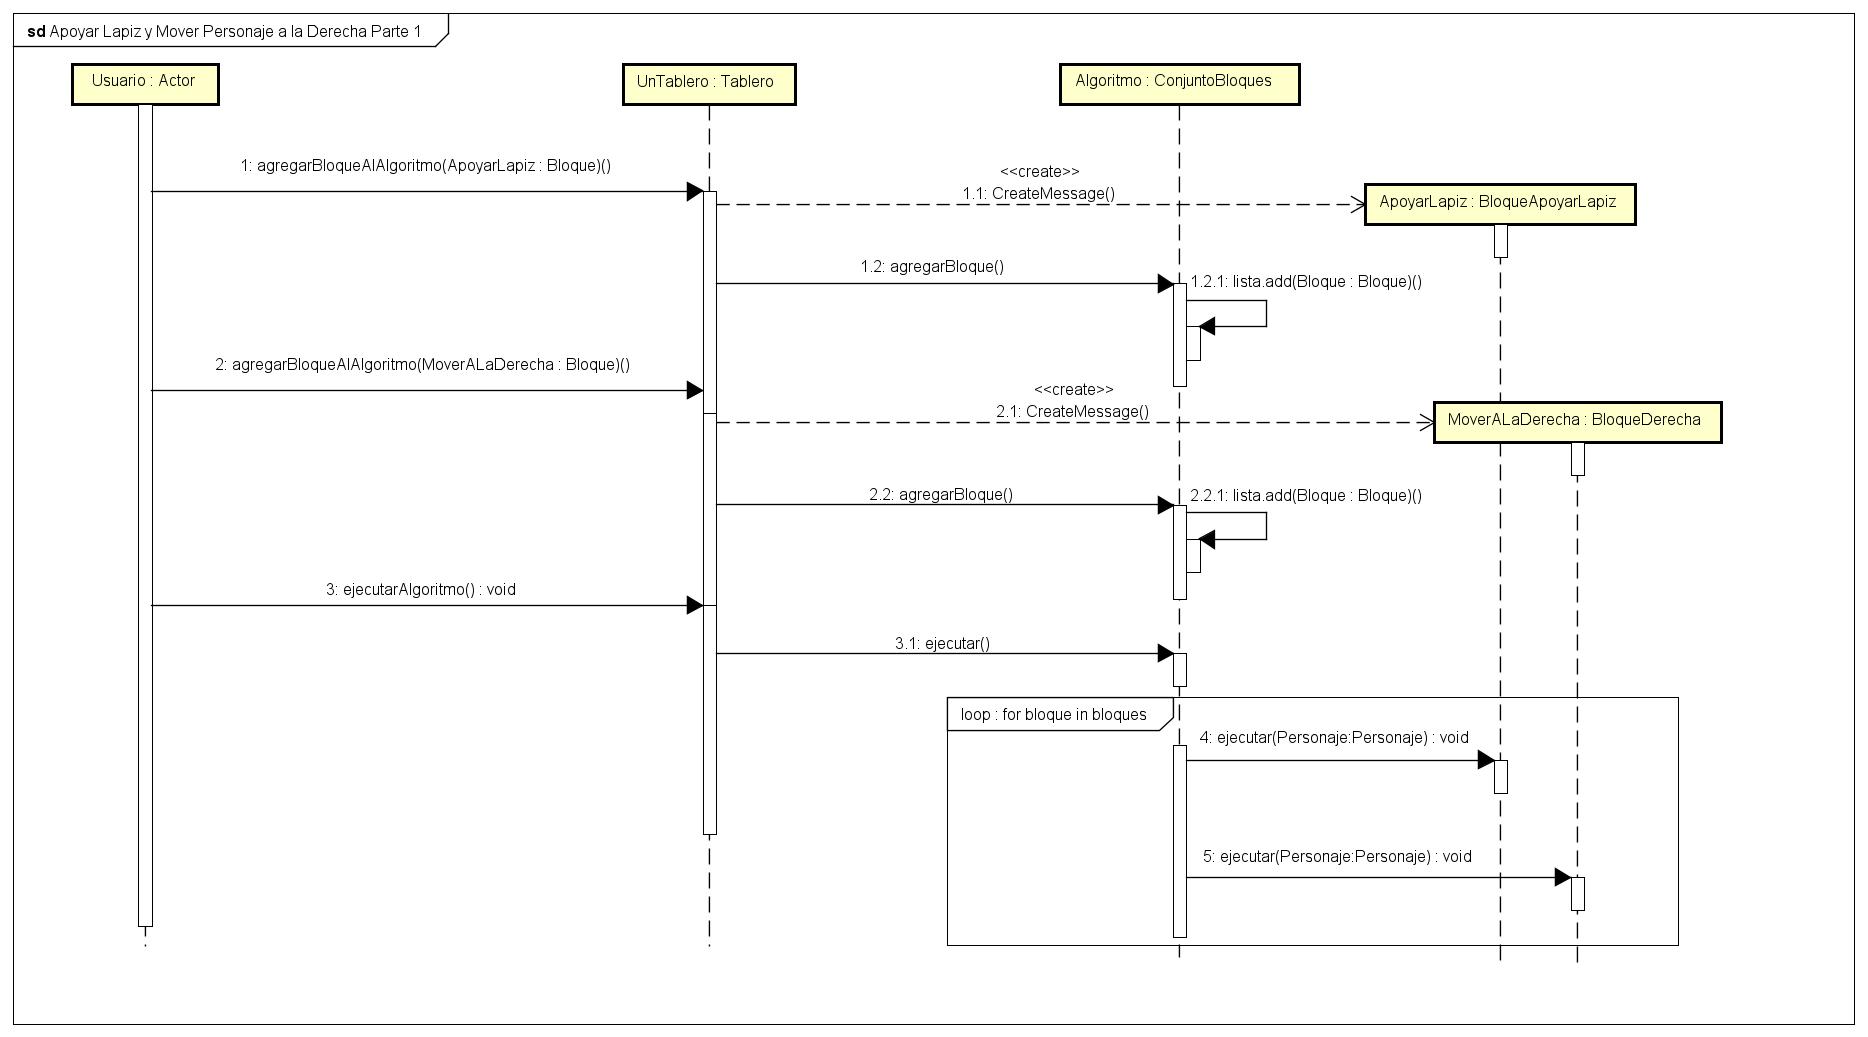 sd Apoyar Lapiz y Mover Personaje a la Derecha Parte 1
Usuario : Actor
UnTablero : Tablero
Algoritmo : ConjuntoBloques
1: agregarBloqueAlAlgoritmo(ApoyarLapiz : Bloque)()
<<create>>
1.1: CreateMessage()
ApoyarLapiz : BloqueApoyarLapiz
1.2: agregarBloque()
1.2.1: lista.add(Bloque : Bloque)()
2: agregarBloqueAlAlgoritmo(MoverALaDerecha : Bloque)()
<<create>>
2.1: CreateMessage()
MoverALaDerecha : BloqueDerecha
2.2: agregarBloque()
2.2.1: lista.add(Bloque : Bloque)()
3: ejecutarAlgoritmo() : void
3.1: ejecutar()
loop : for bloque in bloques
4: ejecutar(Personaje:Personaje) : void
5: ejecutar(Personaje:Personaje) : void